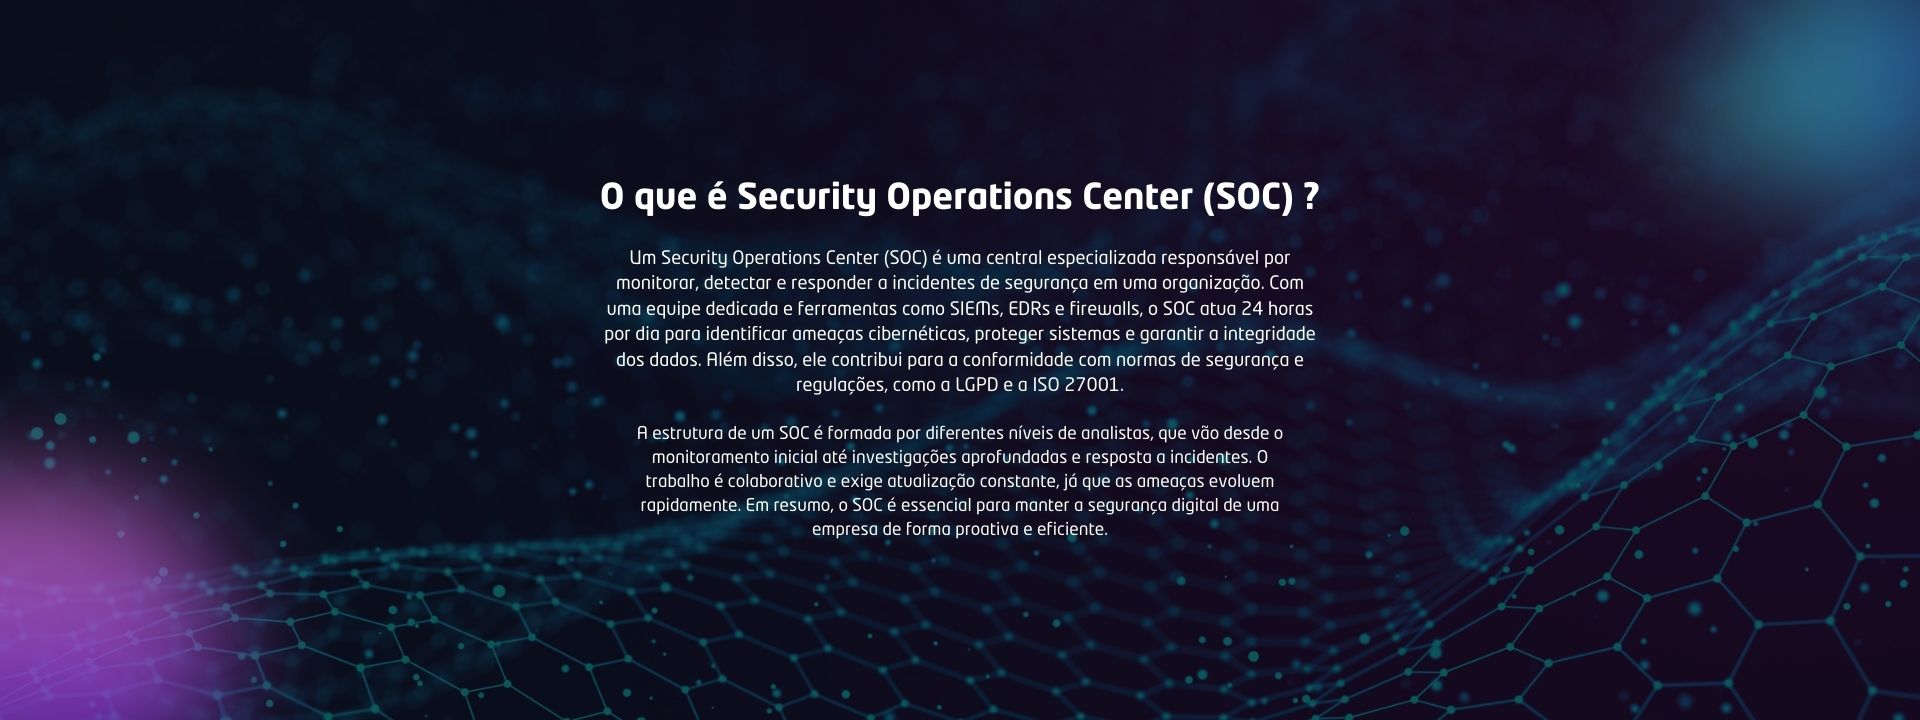 O que é Security Operations Center (SOC) ?
Um Security Operations Center (SOC) é uma central especializada responsável por
monitorar, detectar e responder a incidentes de segurança em uma organização. Com
uma equipe dedicada e ferramentas como SIEMs, EDRs e firewalls, o SOC atua 24 horas
por dia para identificar ameaças cibernéticas, proteger sistemas e garantir a integridade
dos dados. Além disso, ele contribui para a conformidade com normas de segurança e
regulações, como a LGPD e a ISO 27001.
A estrutura de um SOC é formada por diferentes níveis de analistas, que vão desde o
monitoramento inicial até investigações aprofundadas e resposta a incidentes. O
trabalho é colaborativo e exige atualização constante, já que as ameaças evoluem
rapidamente. Em resumo, o SOC é essencial para manter a segurança digital de uma
empresa de forma proativa e eficiente.